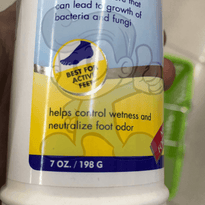 that
can lead to growth of
bacteria and fungi
BEST FOR
ACTIVE
FEET
helps control wetness and
neutralize foot odor
7 OZ. / 198 G